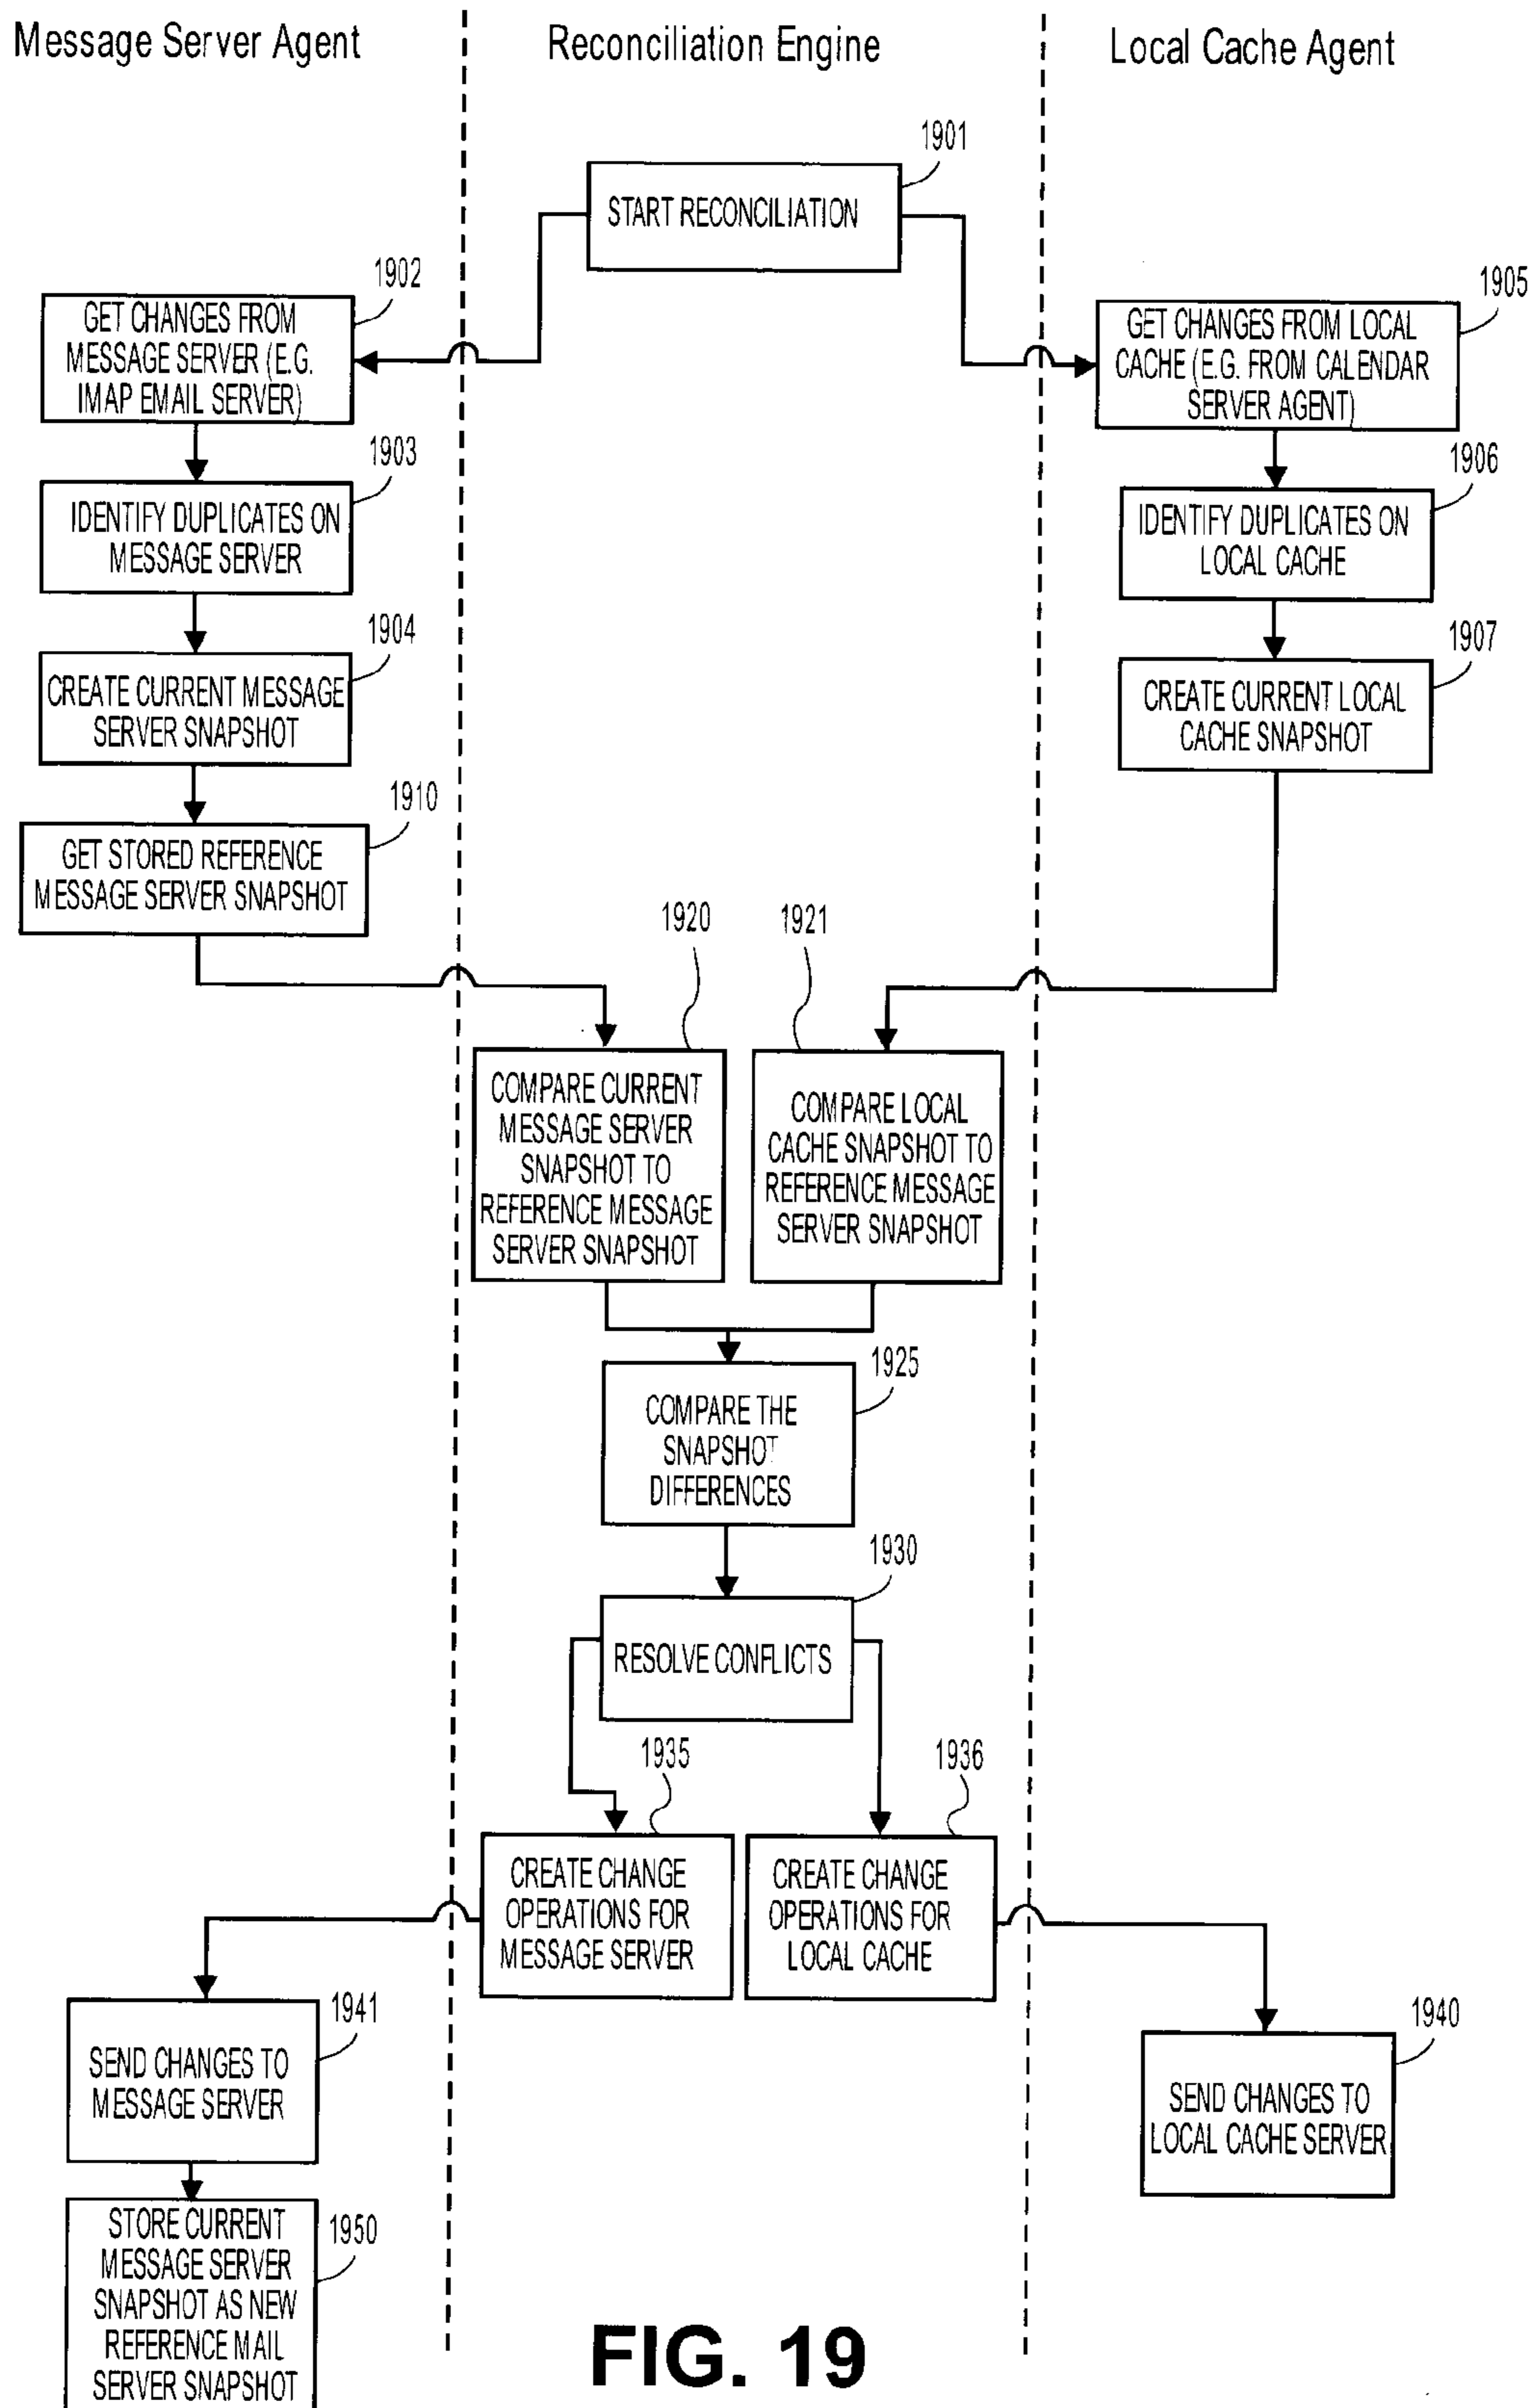 Message Server Agent
Reconciliation Engine
Local Cache Agent
1901
START RECONCILIATION
1902
GET CHANGES FROM
MESSAGE SERVER (E.G.
IMAP EMAIL SERVER)
1905
GET CHANGES FROM LOCAL
CACHE (E.G. FROM CALENDAR
SERVER AGENT)
1903
IDENTIFY DUPLICATES ON
MESSAGE SERVER
1906
IDENTIFY DUPLICATES ON
LOCAL CACHE
1904
CREATE CURRENT MESSAGE
SERVER SNAPSHOT
1907
CREATE CURRENT LOCAL
CACHE SNAPSHOT
1910
GET STORED REFERENCE
MESSAGE SERVER SNAPSHOT
1920
COMPARE CURRENT
MESSAGE SERVER
SNAPSHOT TO
REFERENCE MESSAGE
SERVER SNAPSHOT
1921
COMPARE LOCAL
CACHE SNAPSHOT TO
REFERENCE MESSAGE
SERVER SNAPSHOT
1925
COMPARE THE
SNAPSHOT
DIFFERENCES
1930
RESOLVE CONFLICTS
1935
CREATE CHANGE
OPERATIONS FOR
MESSAGE SERVER
1936
CREATE CHANGE
OPERATIONS FOR
LOCAL CACHE
1941
SEND CHANGES TO
MESSAGE SERVER
1940
SEND CHANGES TO
LOCAL CACHE SERVER
1950
STORE CURRENT
MESSAGE SERVER
SNAPSHOT AS NEW
REFERENCE MAIL
SERVER SNAPSHOT
FIG. 19